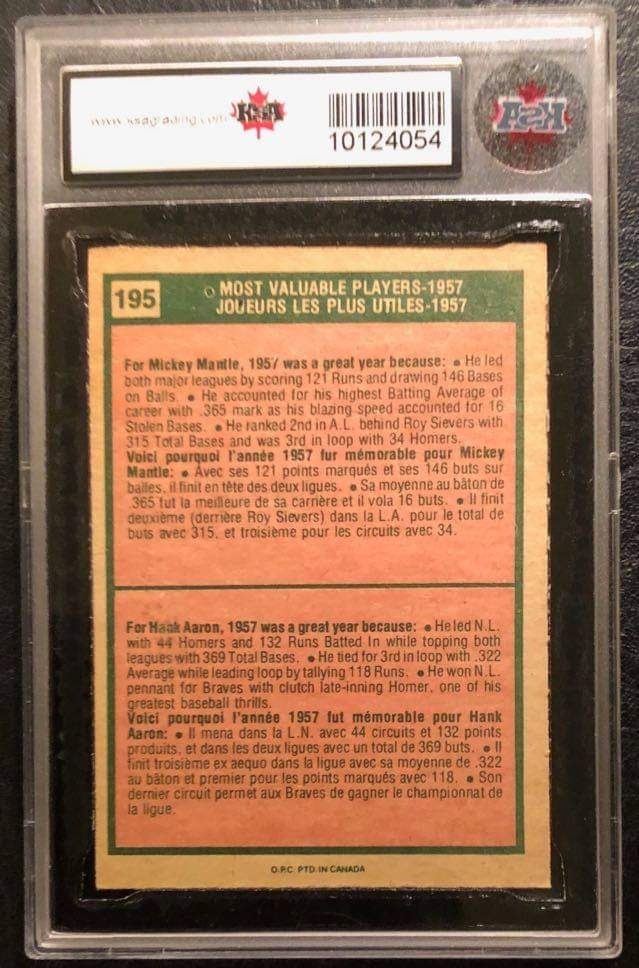 www.ksagrading.com KSA
10124054
KSA
195
MOST VALUABLE PLAYERS-1957
JOUEURS LES PLUS UTILES-1957
For Mickey Mantle, 1957 was a great year because: • He led
both major leagues by scoring 121 Runs and drawing 146 Bases
on Balls. • He accounted for his highest Batting Average of
career with .365 mark as his blazing speed accounted for 16
Stolen Bases. • He ranked 2nd in A.L. behind Roy Sievers with
315 Total Bases and was 3rd in loop with 34 Homers.
Voici pourquoi l'année 1957 fur mémorable pour Mickey
Mantle: • Avec ses 121 points marqués et ses 146 buts sur
balles, il finit en tête des deux ligues. • Sa moyenne au bâton de
.365 fut la meilleure de sa carrière et il vola 16 buts. • Il finit
deuxième (derrière Roy Sievers) dans la L.A. pour le total de
buts avec 315. et troisième pour les circuits avec 34.
For Hank Aaron, 1957 was a great year because: • He led N.L.
with 44 Homers and 132 Runs Batted In while topping both
leagues with 369 Total Bases. • He tied for 3rd in loop with .322
Average while leading loop by tallying 118 Runs. • He won N.L.
pennant for Braves with clutch late-inning Homer, one of his
greatest baseball thrills.
Voici pourquoi l'année 1957 fut mémorable pour Hank
Aaron: • Il mena dans la L.N. avec 44 circuits et 132 points
produits, et dans les deux ligues avec un total de 369 buts. • Il
finit troisième ex aequo dans la ligue avec sa moyenne de .322
au bâton et premier pour les points marqués avec 118. • Son
dernier circuit permet aux Braves de gagner le championnat de
la ligue.
O.P.C. PTD. IN CANADA